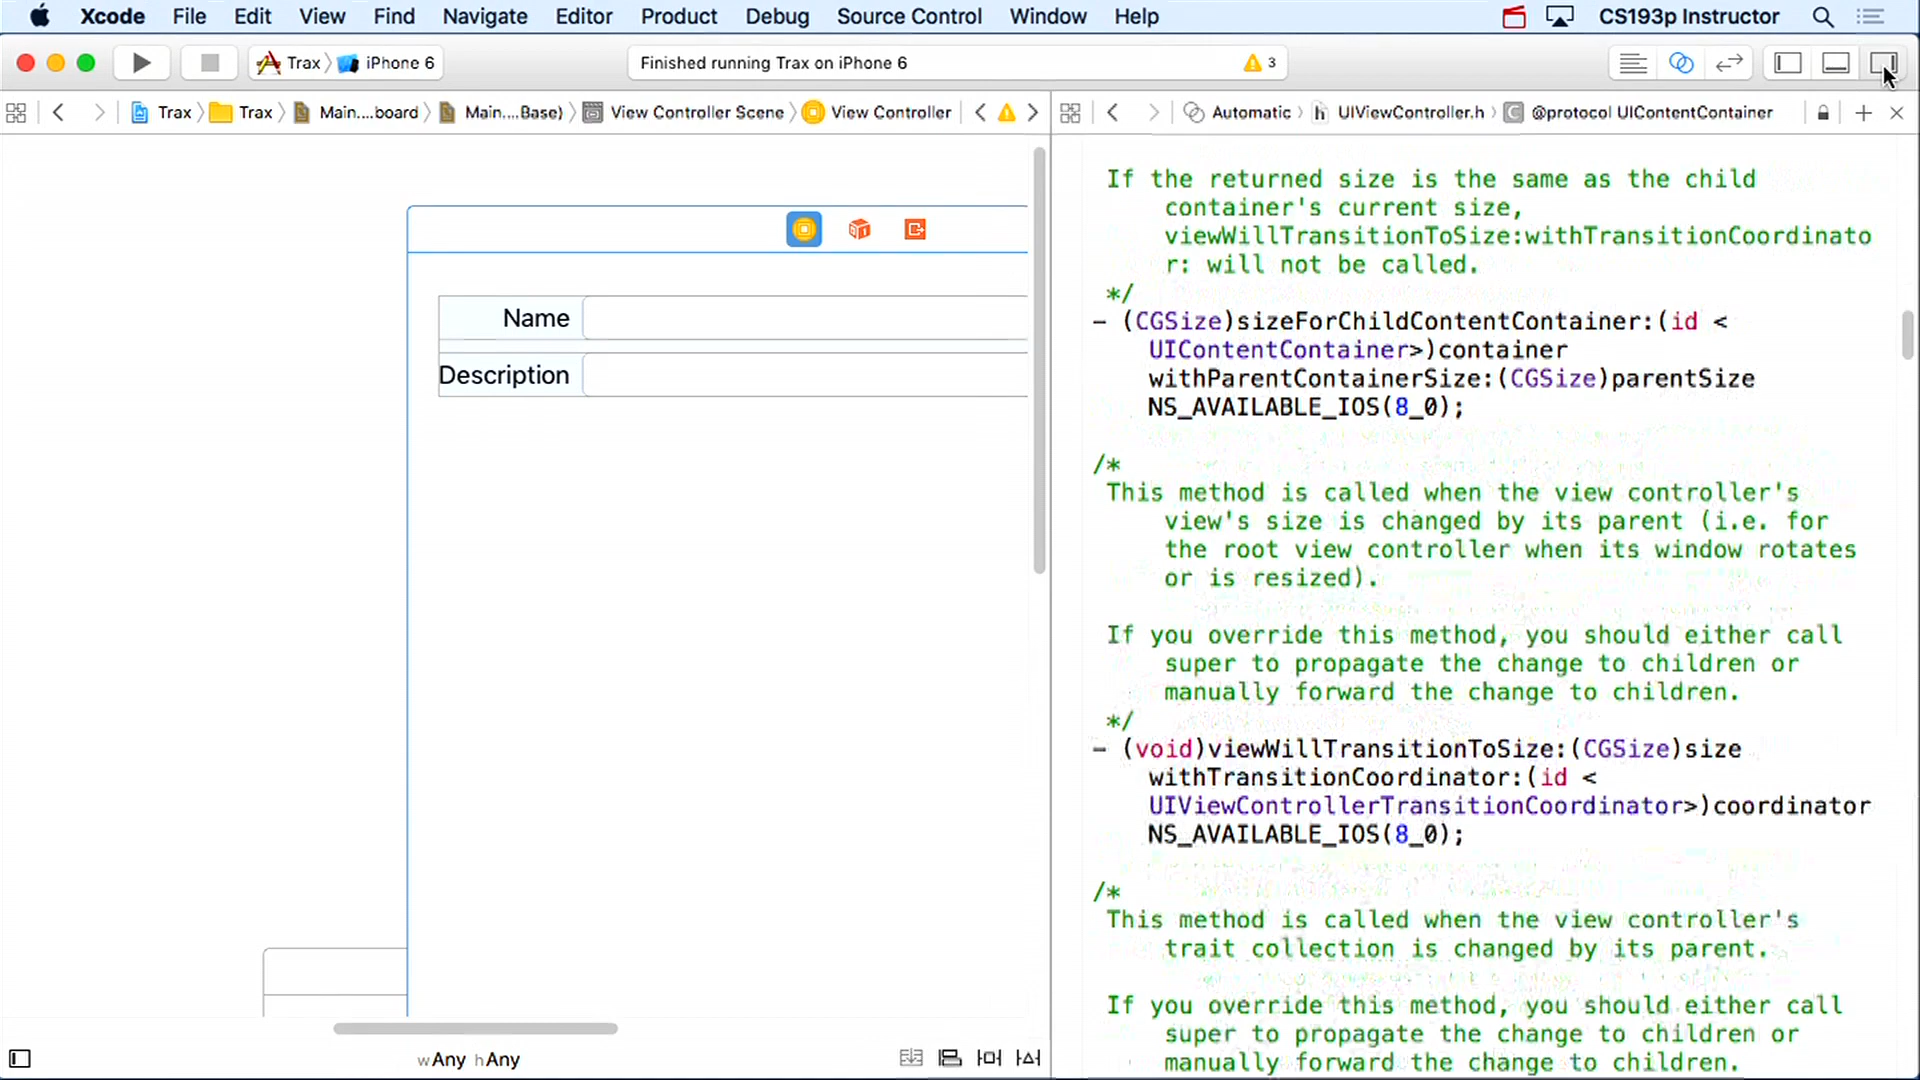 Xcode File Edit View Find Navigate Editor Product Debug Source Control Window Help CS193p Instructor
Trax iPhone 6 Finished running Trax on iPhone 6 3
Trax Trax Main....board Main....Base) View Controller Scene View Controller
Automatic UIViewController.h @protocol UIContentContainer
Name
Description
wAny hAny
If the returned size is the same as the child
container's current size,
viewWillTransitionToSize:withTransitionCoordinato
r: will not be called.
*/
- (CGSize)sizeForChildContentContainer:(id <
UIContentContainer>)container
withParentContainerSize:(CGSize)parentSize
NS_AVAILABLE_IOS(8_0);
/*
This method is called when the view controller's
view's size is changed by its parent (i.e. for
the root view controller when its window rotates
or is resized).
If you override this method, you should either call
super to propagate the change to children or
manually forward the change to children.
*/
- (void)viewWillTransitionToSize:(CGSize)size
withTransitionCoordinator:(id <
UIViewControllerTransitionCoordinator>)coordinator
NS_AVAILABLE_IOS(8_0);
/*
This method is called when the view controller's
trait collection is changed by its parent.
If you override this method, you should either call
super to propagate the change to children or
manually forward the change to children.